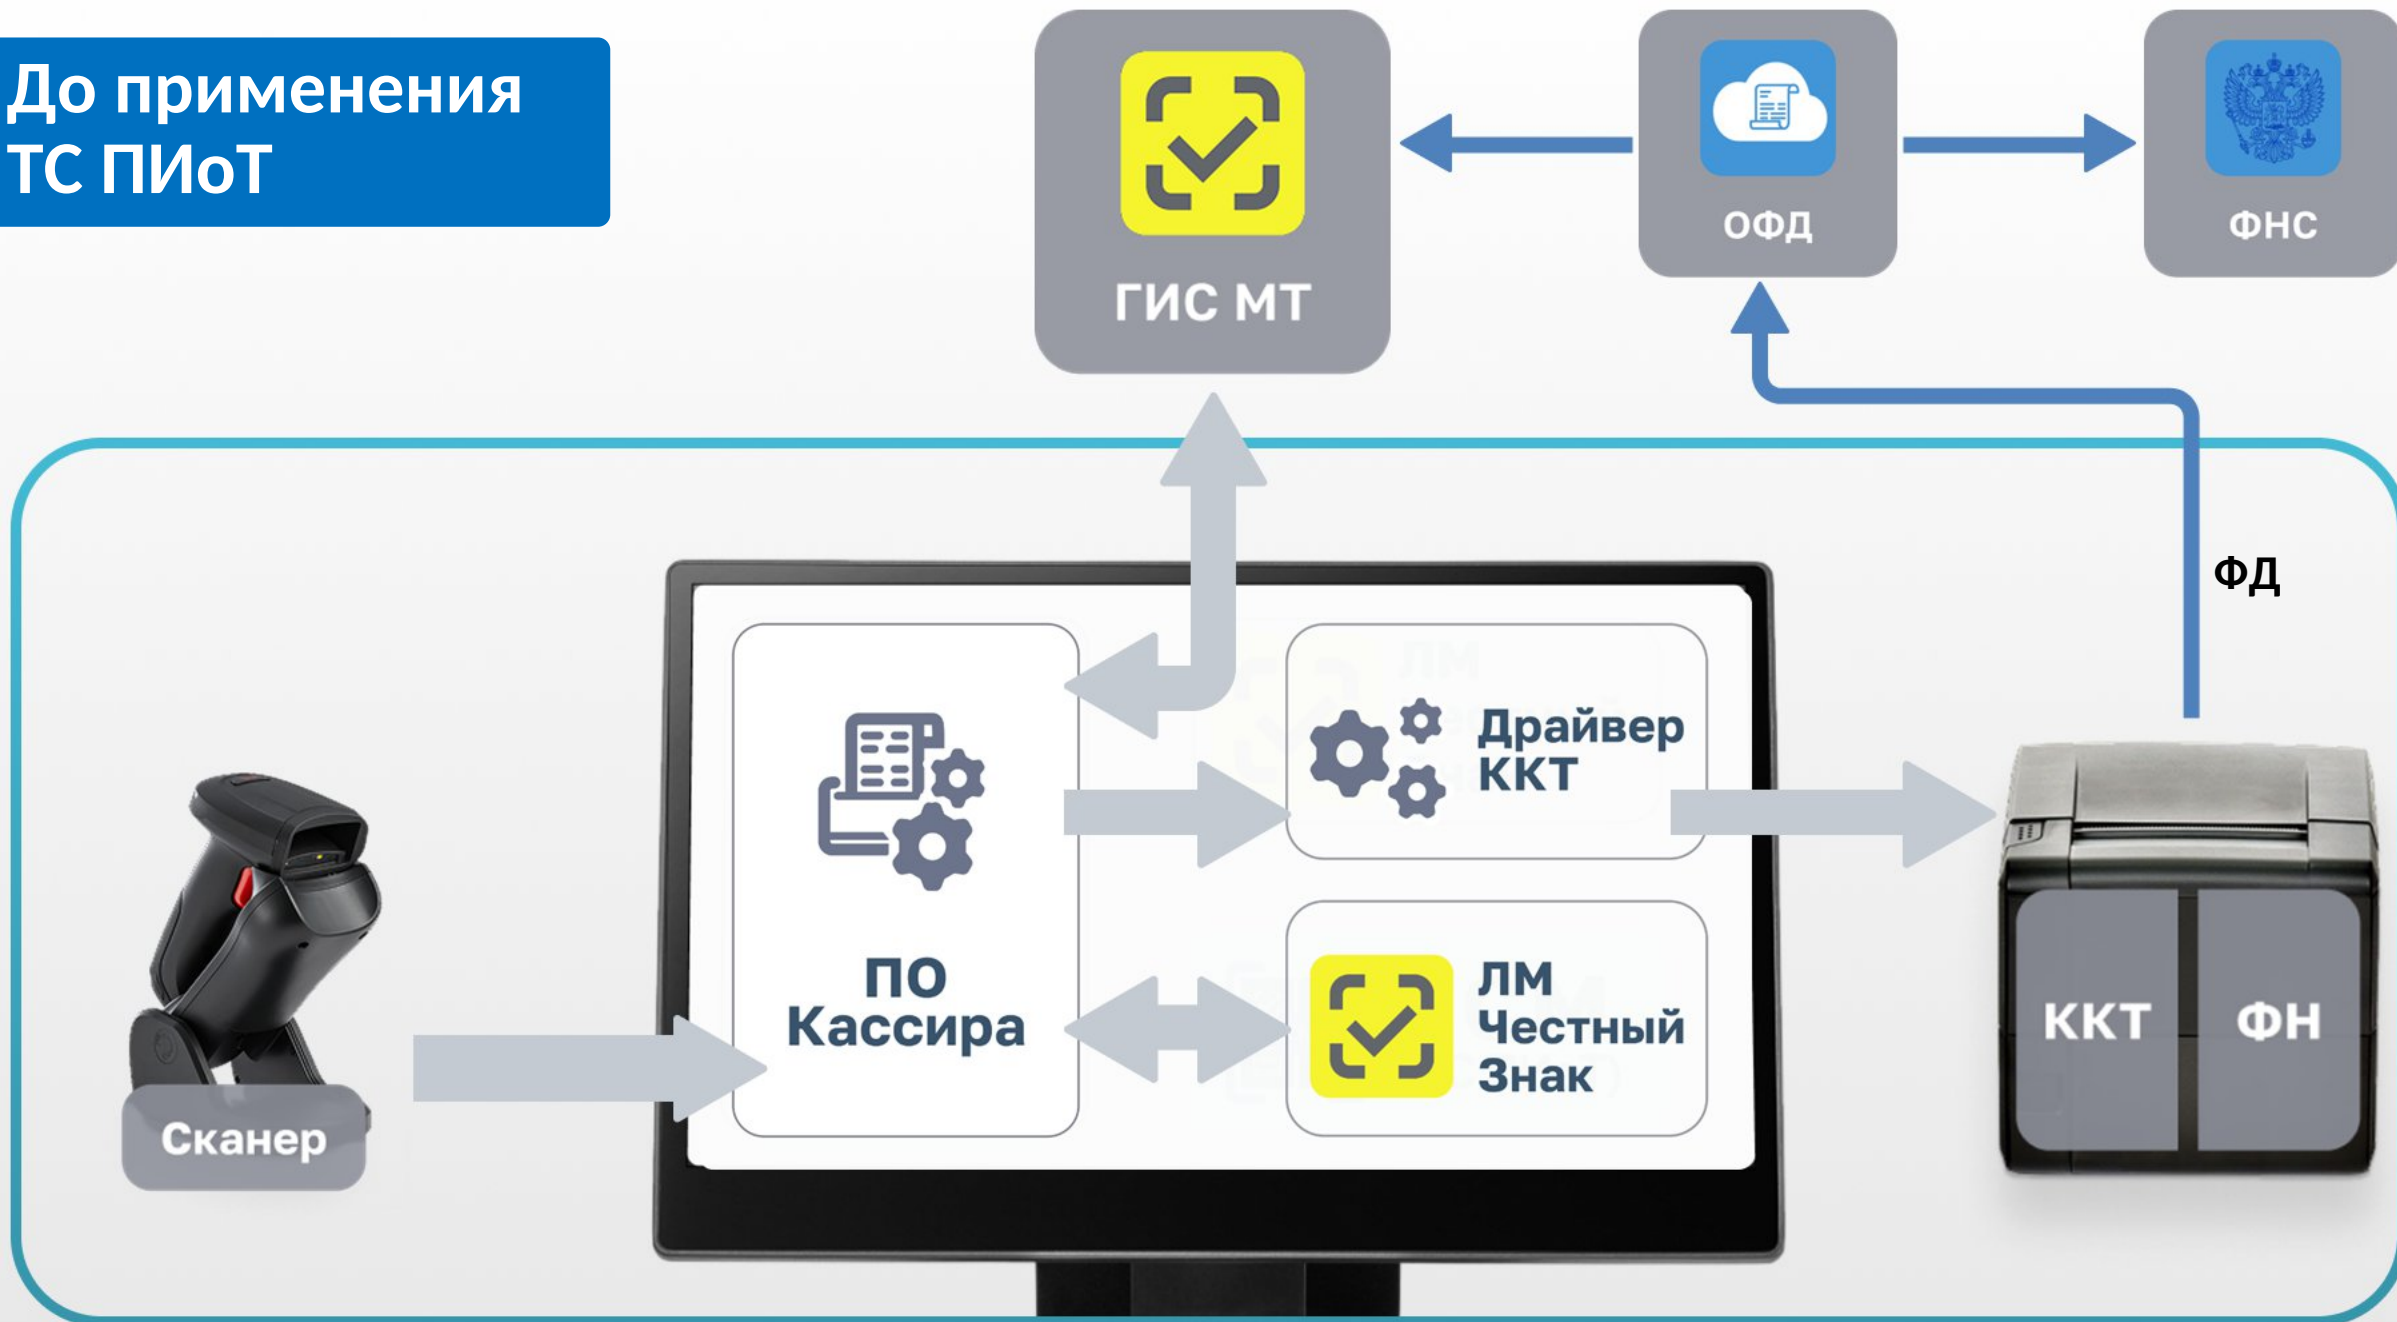 До применения
ТС ПИоТ
ГИС МТ
ОФД
ФНС
ФД
Драйвер
ККТ
ПО
Кассира
ЛМ
Честный
Знак
Сканер
ККТ
ФН